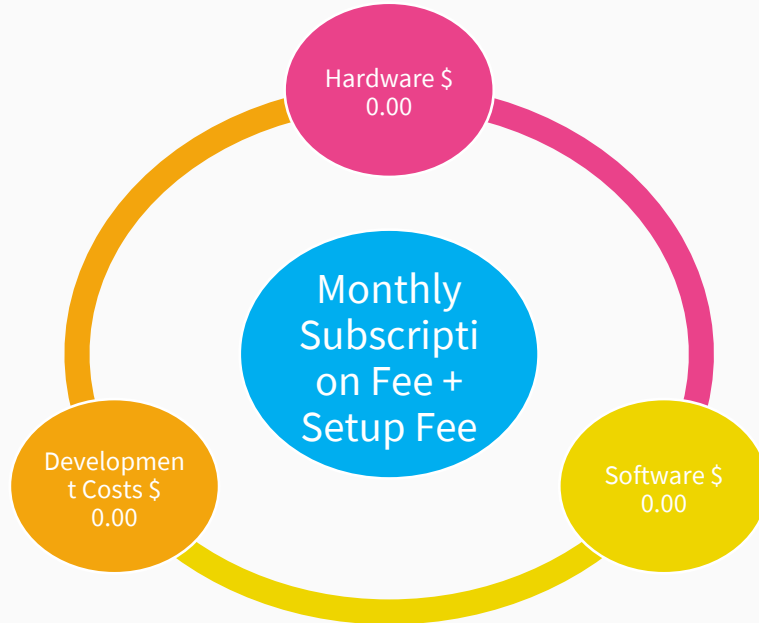 Hardware $
0.00
Monthly
Subscripti
on Fee +
Setup Fee
Developmen
t Costs $
0.00
Software $
0.00